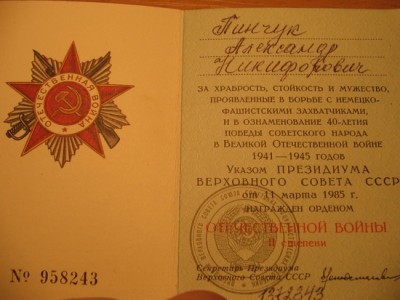 ОТЕЧЕСТВЕННАЯ ВОЙНА
№ 958243
Пинчук
Александр
Никифорович
ЗА ХРАБРОСТЬ, СТОЙКОСТЬ И МУЖЕСТВО,
ПРОЯВЛЕННЫЕ В БОРЬБЕ С НЕМЕЦКО-
ФАШИСТСКИМИ ЗАХВАТЧИКАМИ,
И В ОЗНАМЕНОВАНИЕ 40-ЛЕТИЯ
ПОБЕДЫ СОВЕТСКОГО НАРОДА
В ВЕЛИКОЙ ОТЕЧЕСТВЕННОЙ ВОЙНЕ
1941—1945 ГОДОВ
УКАЗОМ ПРЕЗИДИУМА
ВЕРХОВНОГО СОВЕТА СССР
от 11 марта 1985 г.
НАГРАЖДЕН ОРДЕНОМ
ОТЕЧЕСТВЕННОЙ ВОЙНЫ
II степени
Секретарь Президиума
Верховного Совета СССР